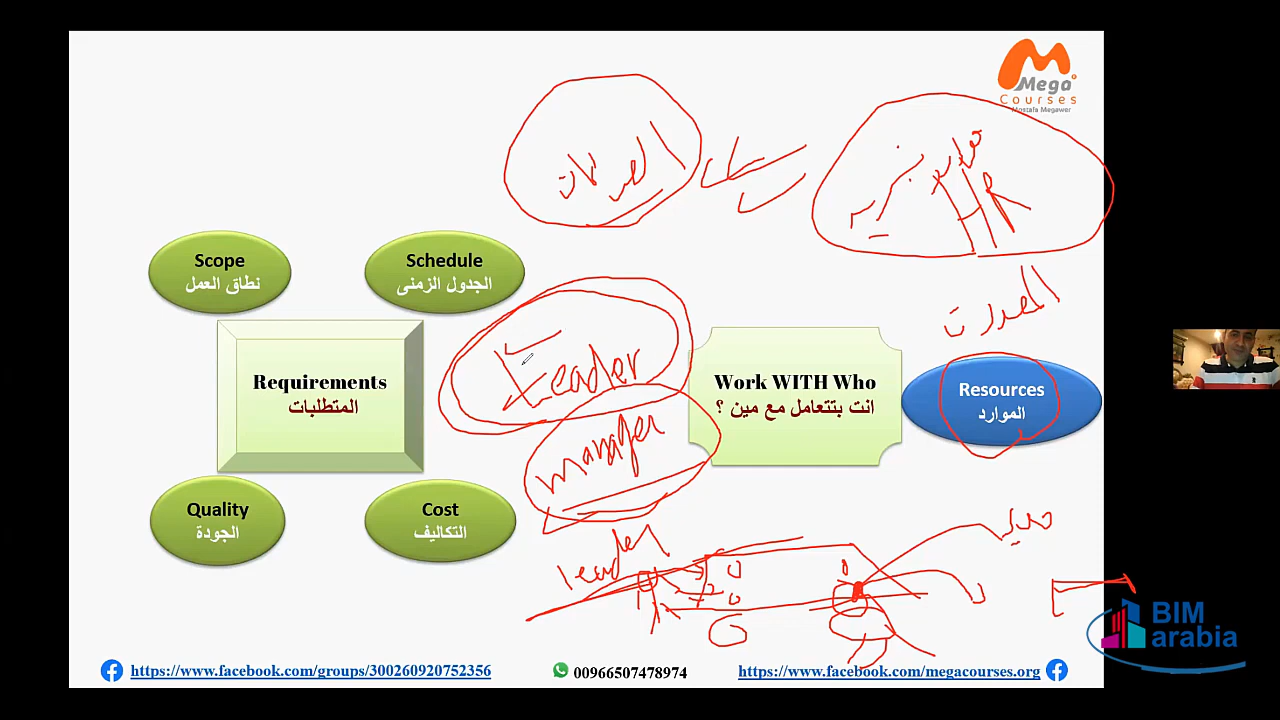 Mega
Courses
Mostafa Megawer
HR
Scope
نطاق العمل
Schedule
الجدول الزمنى
Leader
Requirements
المتطلبات
Work WITH Who
انت بتتعامل مع مين ؟
Resources
الموارد
manager
Quality
الجودة
Cost
التكاليف
leader
BIM
arabia
https://www.facebook.com/groups/300260920752356
00966507478974
https://www.facebook.com/megacourses.org